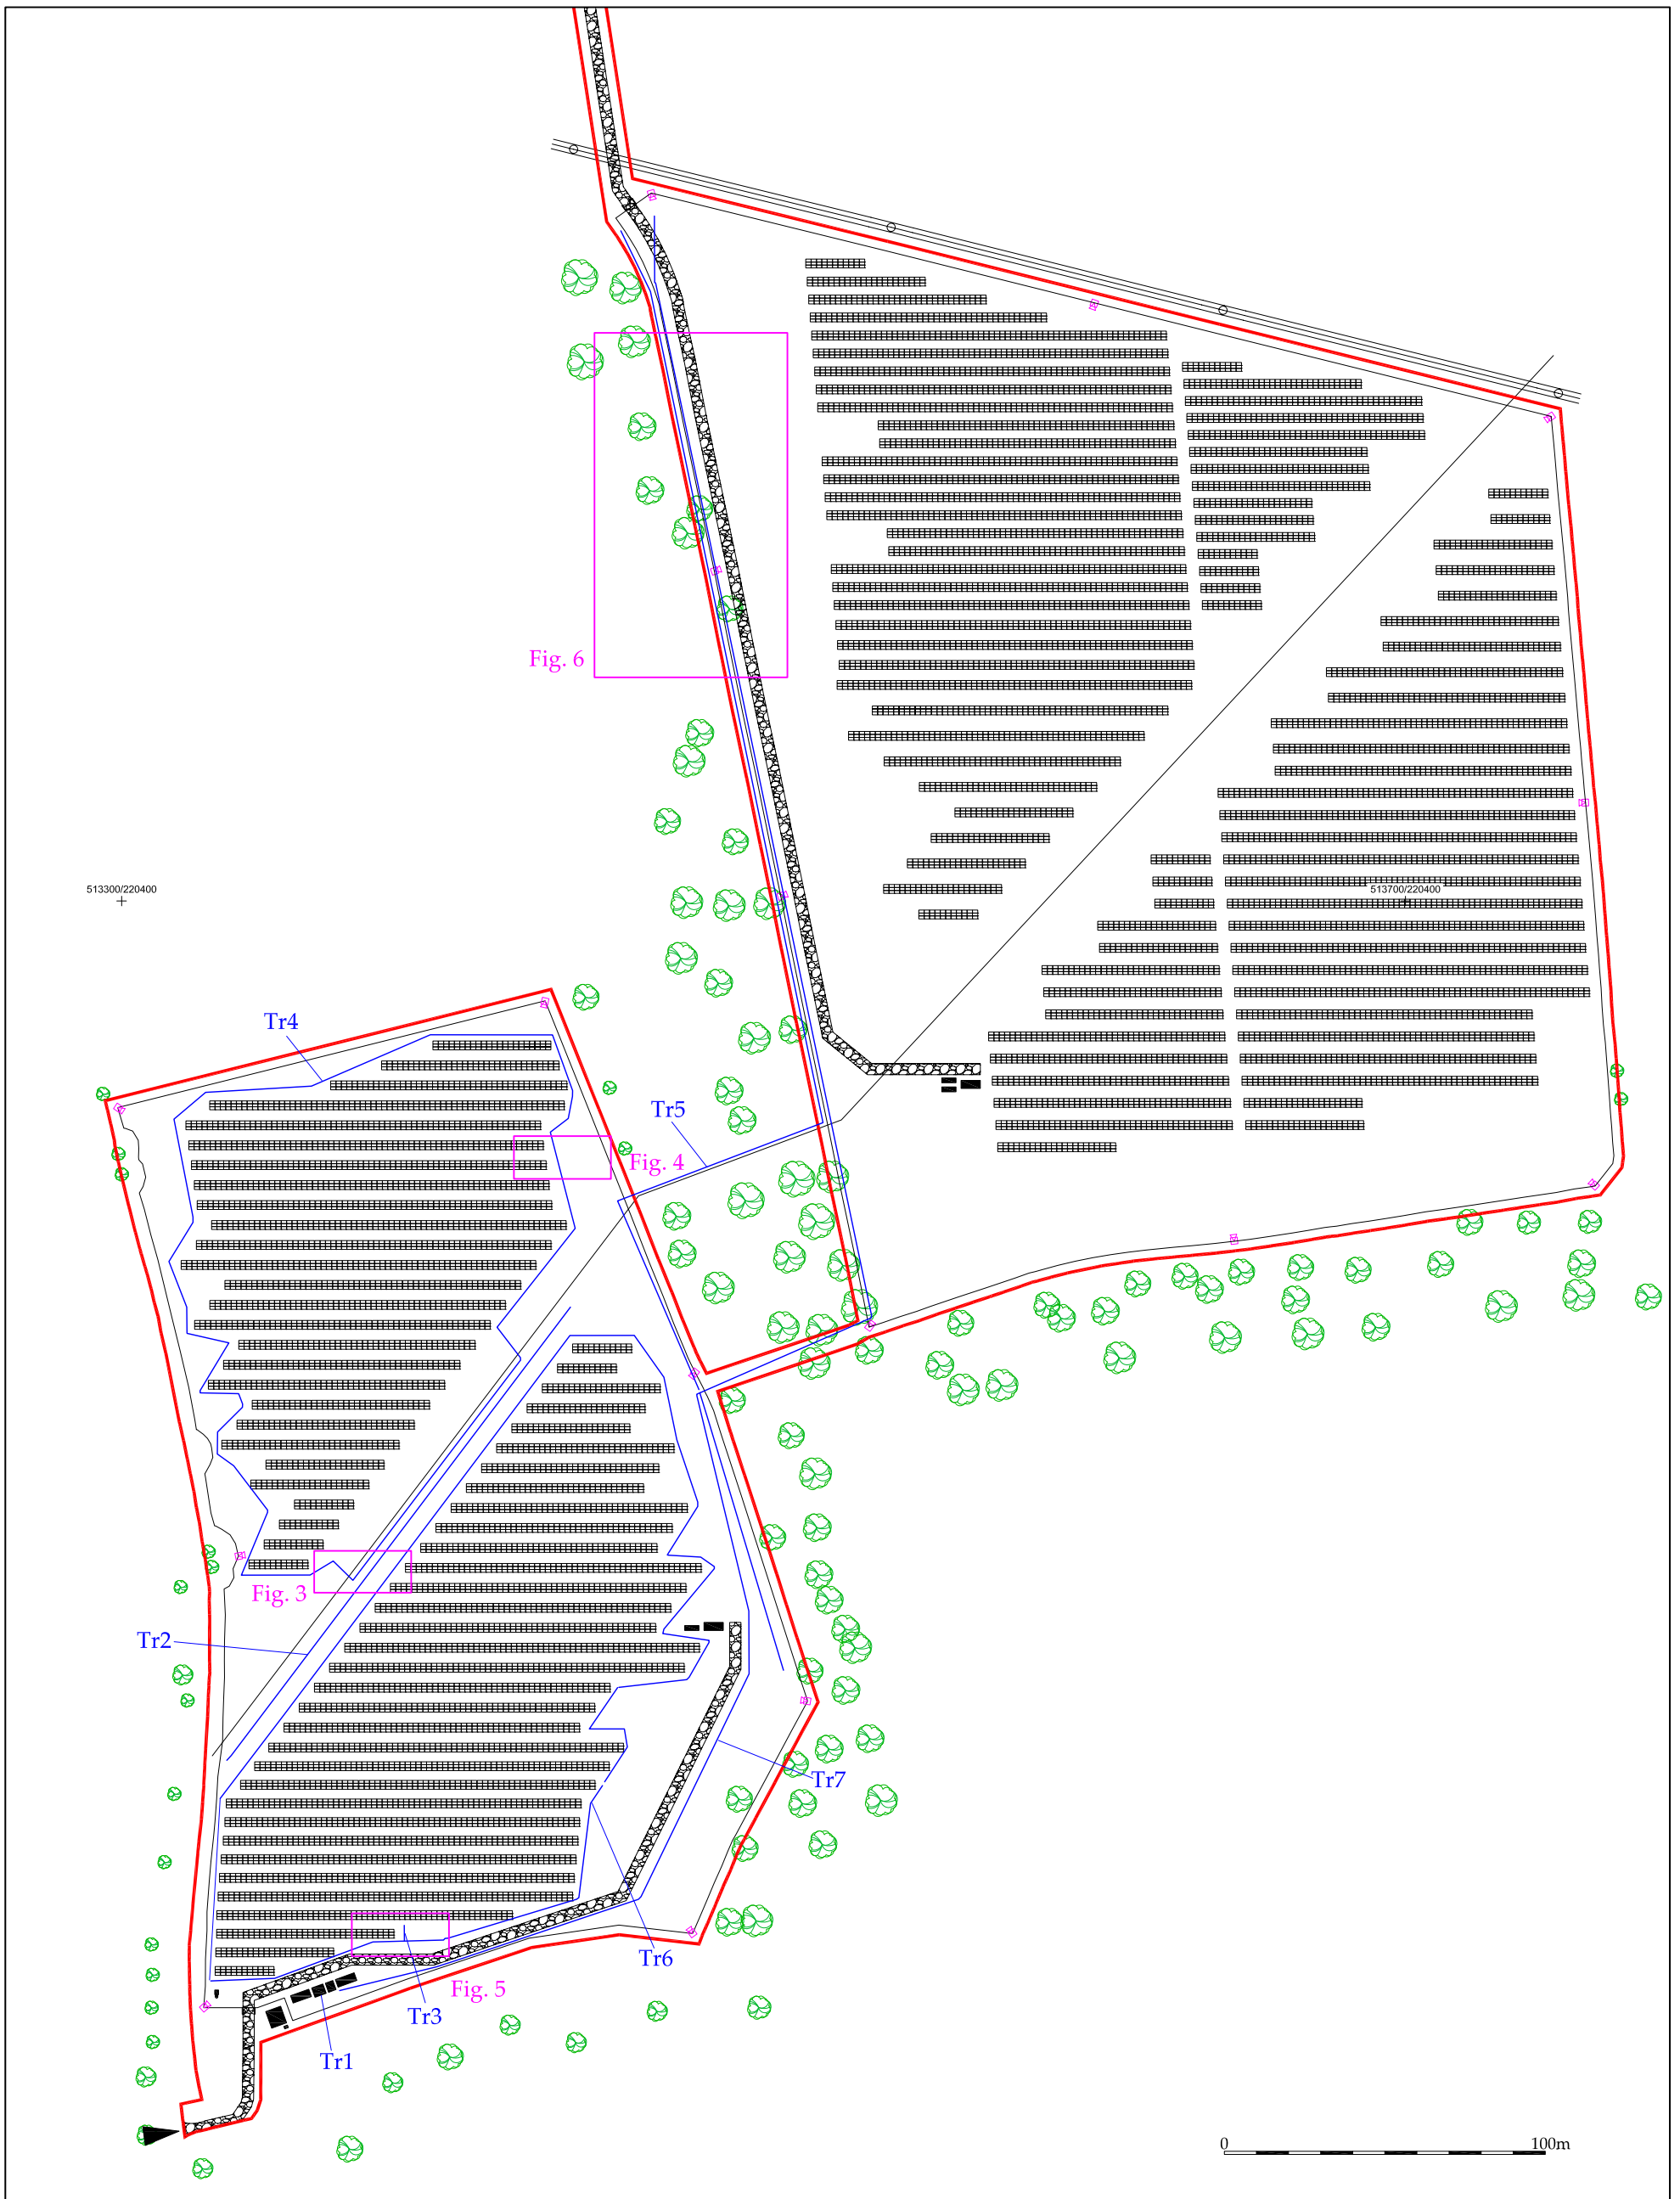 Fig. 6
513300/220400
513700/220400
Tr4
Tr5
Fig. 4
Fig. 3
Tr2
Tr7
Tr6
Fig. 5
Tr3
Tr1
0 100m